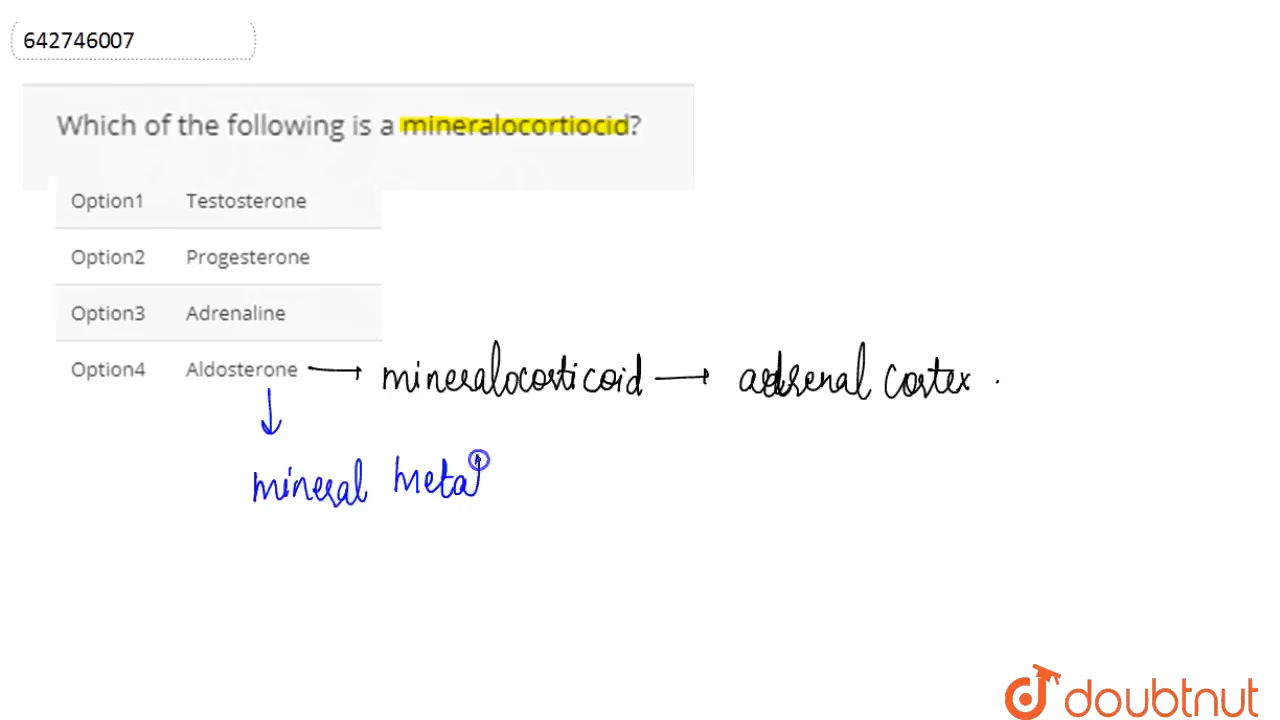 642746007
Which of the following is a mineralocortiocid?
Option1 Testosterone
Option2 Progesterone
Option3 Adrenaline
Option4 Aldosterone → mineralocorticoid → adrenal cortex .
mineral meta
doubtnut